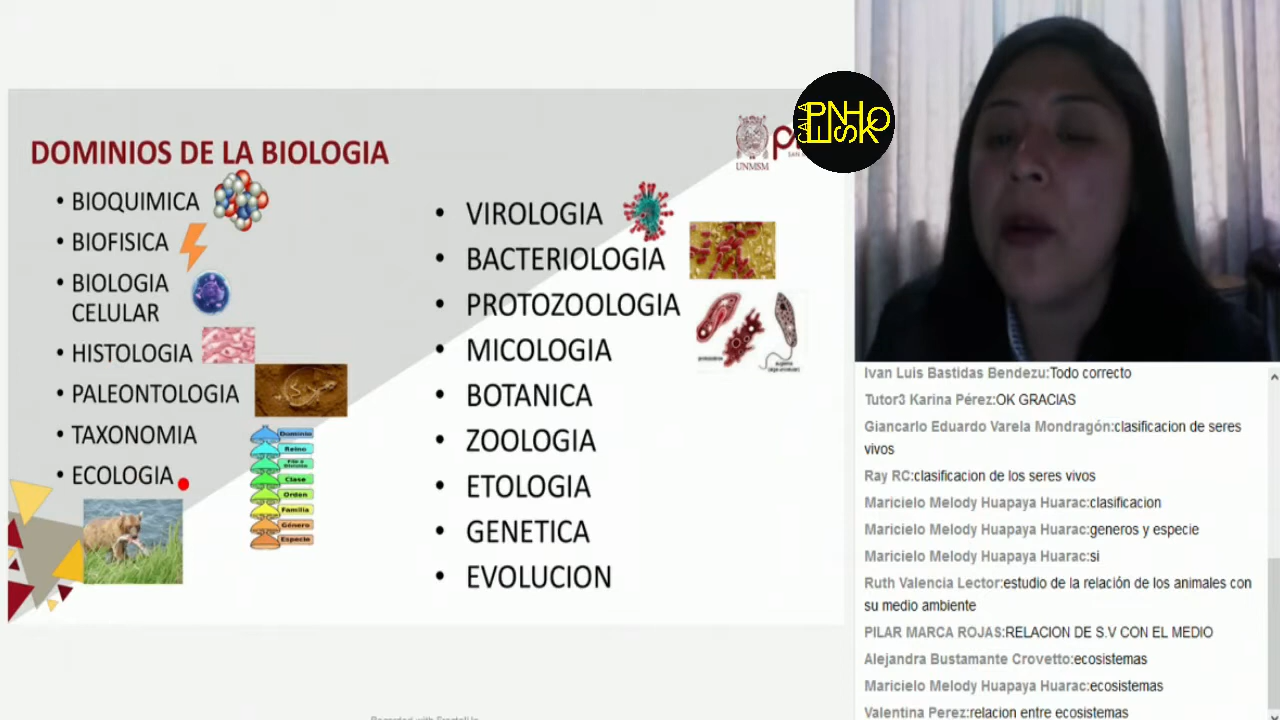 DOMINIOS DE LA BIOLOGIA
• BIOQUIMICA
• BIOFISICA
• BIOLOGIA
CELULAR
• HISTOLOGIA
• PALEONTOLOGIA
• TAXONOMIA
• ECOLOGIA
Dominio
Reino
Filo o División
Clase
Orden
Familia
Género
Especie
• VIROLOGIA
• BACTERIOLOGIA
• PROTOZOOLOGIA
• MICOLOGIA
• BOTANICA
• ZOOLOGIA
• ETOLOGIA
• GENETICA
• EVOLUCION
UNMSM
Ivan Luis Bastidas Bendezu:Todo correcto
Tutor3 Karina Pérez:OK GRACIAS
Giancarlo Eduardo Varela Mondragón:clasificacion de seres
vivos
Ray RC:clasificacion de los seres vivos
Maricielo Melody Huapaya Huarac:clasificacion
Maricielo Melody Huapaya Huarac:generos y especie
Maricielo Melody Huapaya Huarac:si
Ruth Valencia Lector:estudio de la relación de los animales con
su medio ambiente
PILAR MARCA ROJAS:RELACION DE S.V CON EL MEDIO
Alejandra Bustamante Crovetto:ecosistemas
Maricielo Melody Huapaya Huarac:ecosistemas
Valentina Perez:relacion entre ecosistemas